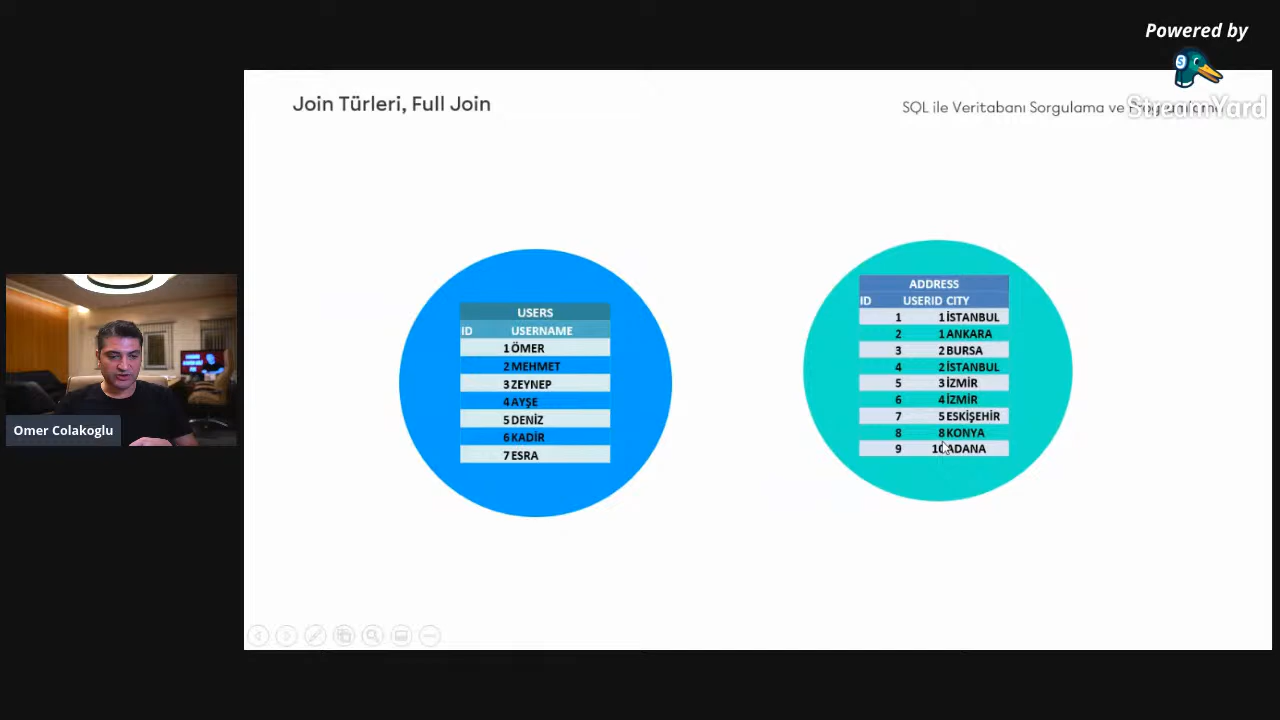 Powered by
StreamYard
Join Türleri, Full Join
SQL ile Veritabanı Sorgulama ve Programlama
USERS
ID USERNAME
1 ÖMER
2 MEHMET
3 ZEYNEP
4 AYŞE
5 DENİZ
6 KADİR
7 ESRA
ADDRESS
ID USERID CITY
1 1 İSTANBUL
2 1 ANKARA
3 2 BURSA
4 2 İSTANBUL
5 3 İZMİR
6 4 İZMİR
7 5 ESKİŞEHİR
8 8 KONYA
9 10 ADANA
Omer Colakoglu